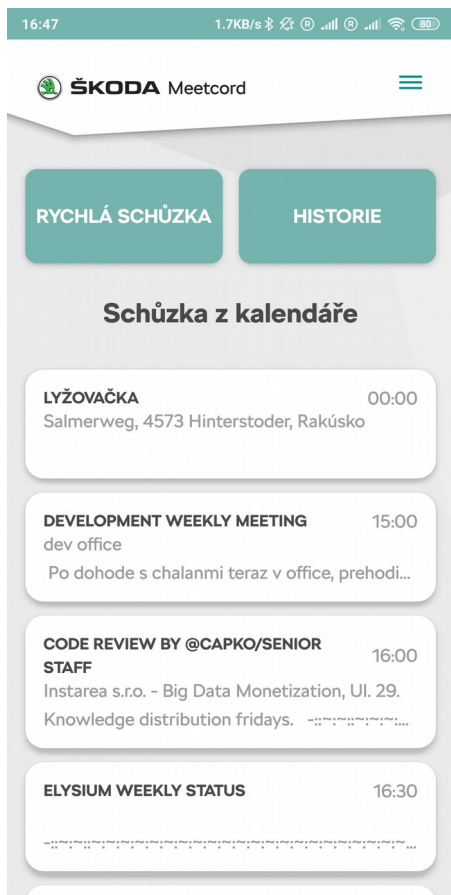 16:47 1.7KB/s 80
ŠKODA Meetcord
RYCHLÁ SCHŮZKA
HISTORIE
Schůzka z kalendáře
LYŽOVAČKA 00:00
Salmerweg, 4573 Hinterstoder, Rakúsko
DEVELOPMENT WEEKLY MEETING 15:00
dev office
Po dohode s chalanmi teraz v office, prehodi...
CODE REVIEW BY @CAPKO/SENIOR
STAFF 16:00
Instarea s.r.o. - Big Data Monetization, Ul. 29.
Knowledge distribution fridays. -::~:~::~:~:~:...
ELYSIUM WEEKLY STATUS 16:30
-::~:~::~:~:~:~:~:~:~:~:~:~:~:~:~:~:~:~:~:~:~:~:~...